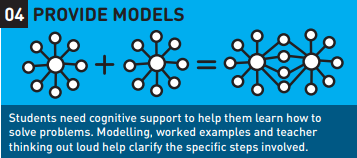 04 PROVIDE MODELS
Students need cognitive support to help them learn how to
solve problems. Modelling, worked examples and teacher
thinking out loud help clarify the specific steps involved.